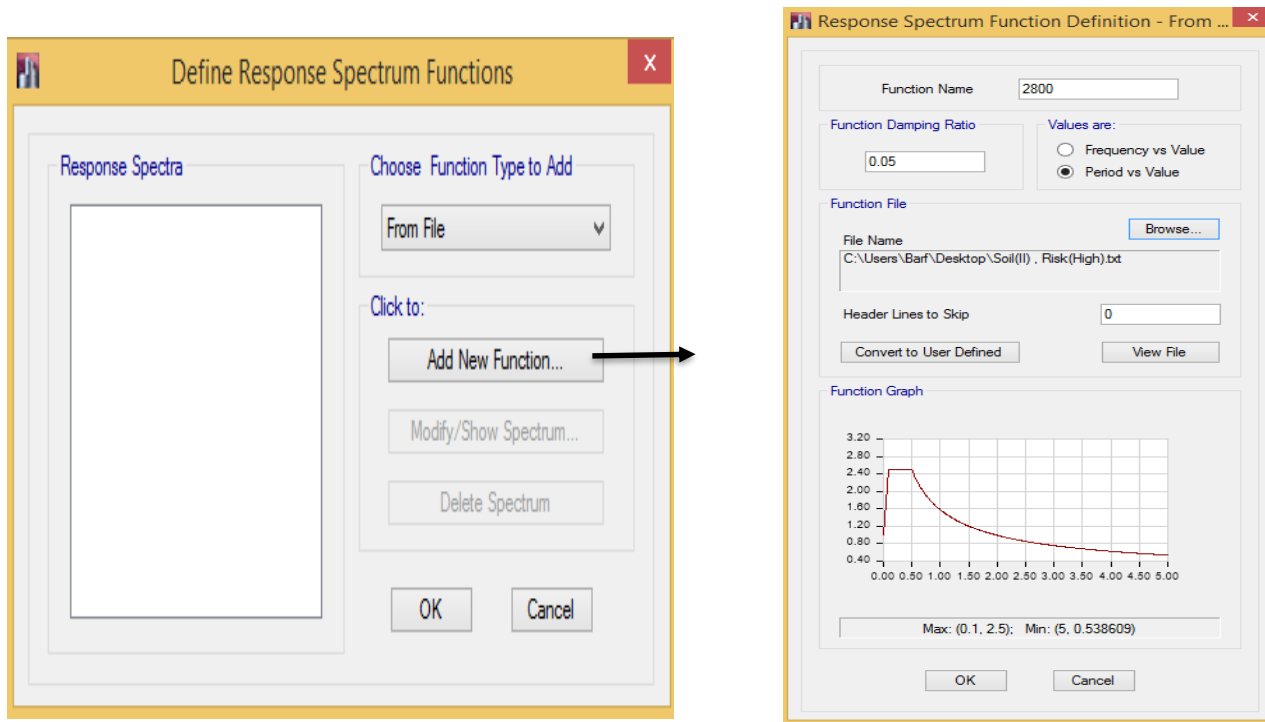 Define Response Spectrum Functions
X
Response Spectra
Choose Function Type to Add
From File
Click to:
Add New Function...
Modify/Show Spectrum...
Delete Spectrum
OK
Cancel
Response Spectrum Function Definition - From ...
Function Name
2800
Function Damping Ratio
0.05
Values are:
Frequency vs Value
Period vs Value
Function File
Browse...
File Name
C:\Users\Barf\Desktop\Soil(II) , Risk(High).txt
Header Lines to Skip
0
Convert to User Defined
View File
Function Graph
3.20
2.80
2.40
2.00
1.60
1.20
0.80
0.40
0.00 0.50 1.00 1.50 2.00 2.50 3.00 3.50 4.00 4.50 5.00
Max: (0.1, 2.5); Min: (5, 0.538609)
OK
Cancel